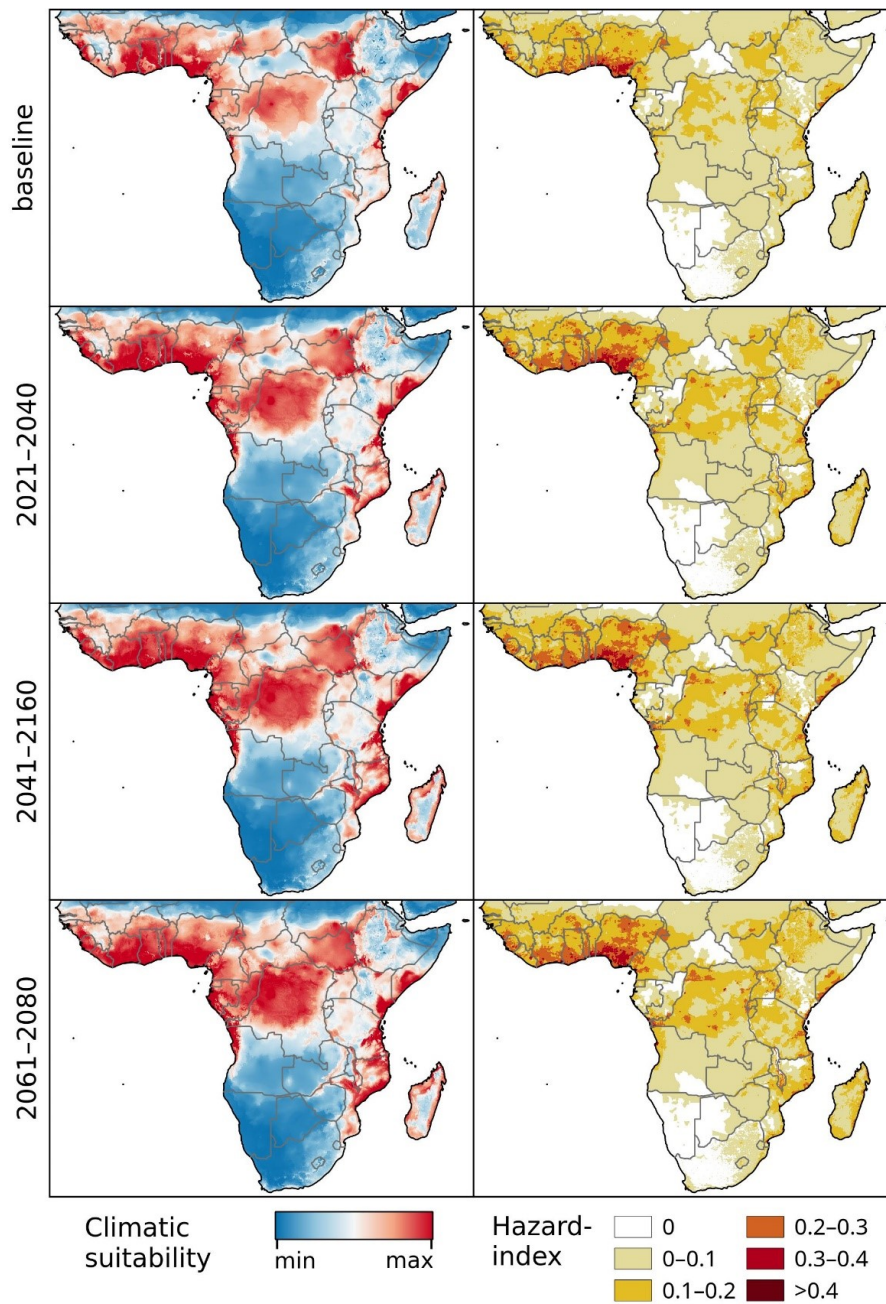 baseline
2021–2040
2041–2160
2061–2080
Climatic
suitability
min
max
Hazard-
index
0
0–0.1
0.1–0.2
0.2–0.3
0.3–0.4
>0.4